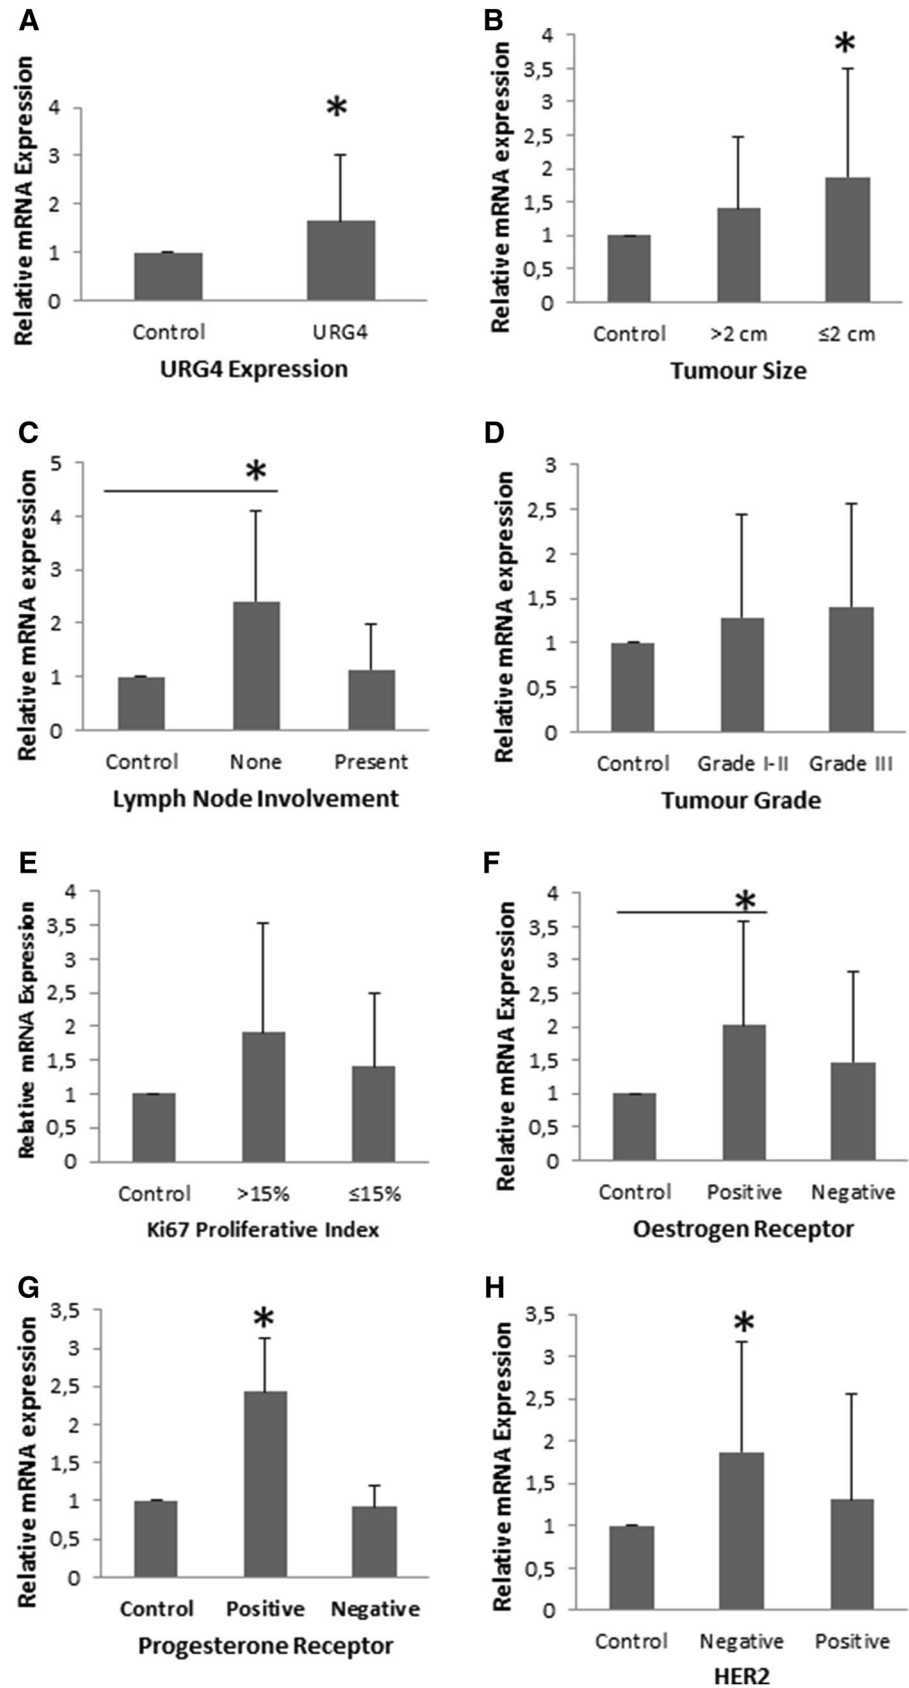 A
Relative mRNA Expression
4
3
2
1
0
*
Control URG4
URG4 Expression
B
Relative mRNA expression
4
3,5
3
2,5
2
1,5
1
0,5
0
*
Control >2 cm ≤2 cm
Tumour Size
C
Relative mRNA expression
5
4
3
2
1
0
*
Control None Present
Lymph Node Involvement
D
Relative mRNA expression
3
2,5
2
1,5
1
0,5
0
Control Grade I-II Grade III
Tumour Grade
E
Relative mRNA Expression
4
3,5
3
2,5
2
1,5
1
0,5
0
Control >15% ≤15%
Ki67 Proliferative Index
F
Relative mRNA Expression
4
3,5
3
2,5
2
1,5
1
0,5
0
*
Control Positive Negative
Oestrogen Receptor
G
Relative mRNA expression
3,5
3
2,5
2
1,5
1
0,5
0
*
Control Positive Negative
Progesterone Receptor
H
Relative mRNA Expression
3,5
3
2,5
2
1,5
1
0,5
0
*
Control Negative Positive
HER2